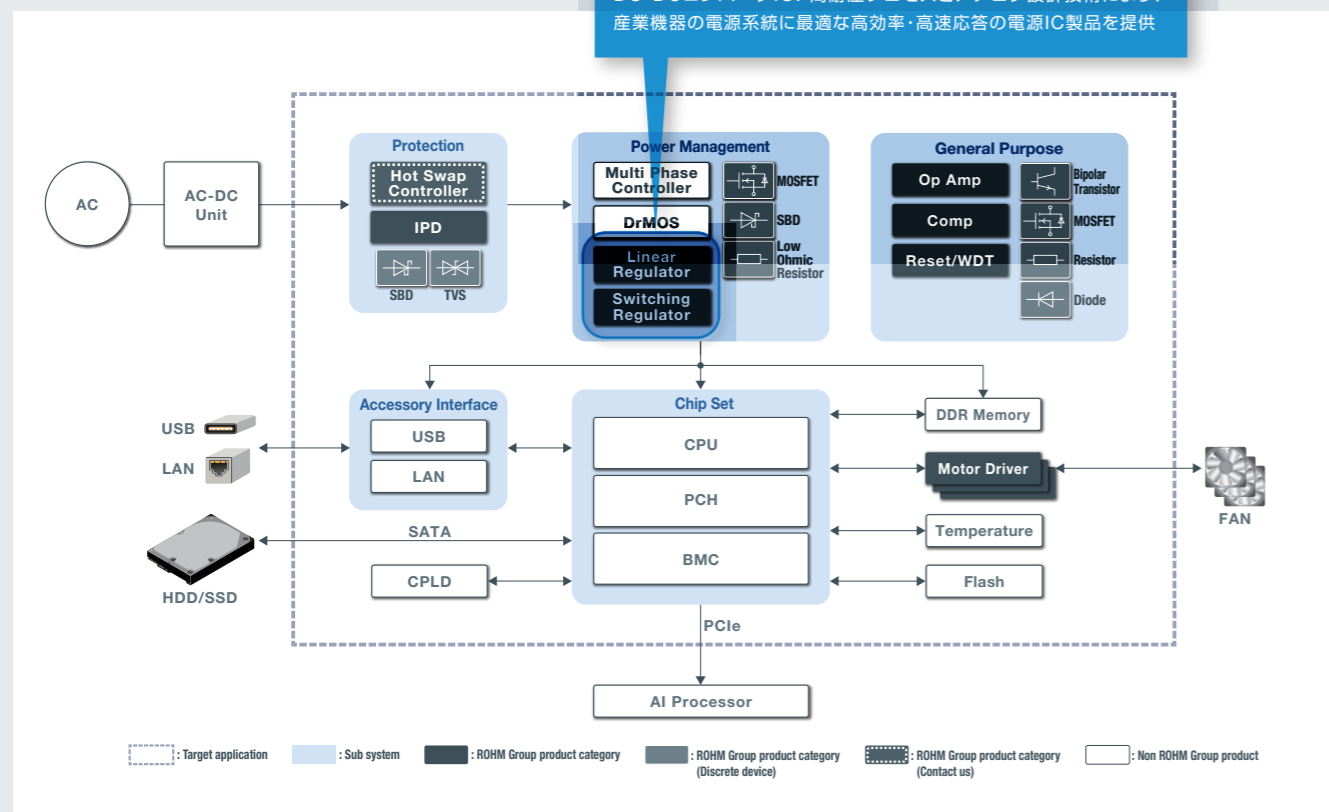 産業機器の電源系統に最適な高効率・高速応答の電源IC製品を提供
Protection
Hot Swap
Controller
IPD
SBD
TVS
Power Management
Multi Phase
Controller
DrMOS
Linear
Regulator
Switching
Regulator
MOSFET
SBD
Low
Ohmic
Resistor
General Purpose
Op Amp
Comp
Reset/WDT
Bipolar
Transistor
MOSFET
Resistor
Diode
AC
AC-DC
Unit
Accessory Interface
USB
LAN
USB
LAN
HDD/SSD
SATA
CPLD
Chip Set
CPU
PCH
BMC
DDR Memory
Motor Driver
Temperature
Flash
FAN
PCIe
AI Processor
: Target application
: Sub system
: ROHM Group product category
: ROHM Group product category
(Discrete device)
: ROHM Group product category
(Contact us)
: Non ROHM Group product